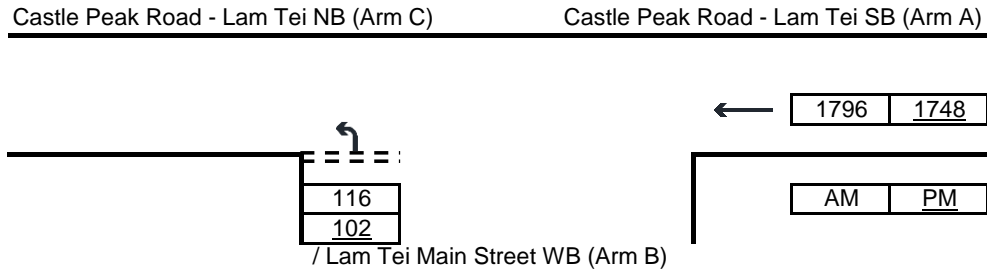 Castle Peak Road - Lam Tei NB (Arm C) Castle Peak Road - Lam Tei SB (Arm A)
1796 1748
116 AM PM
102
/ Lam Tei Main Street WB (Arm B)